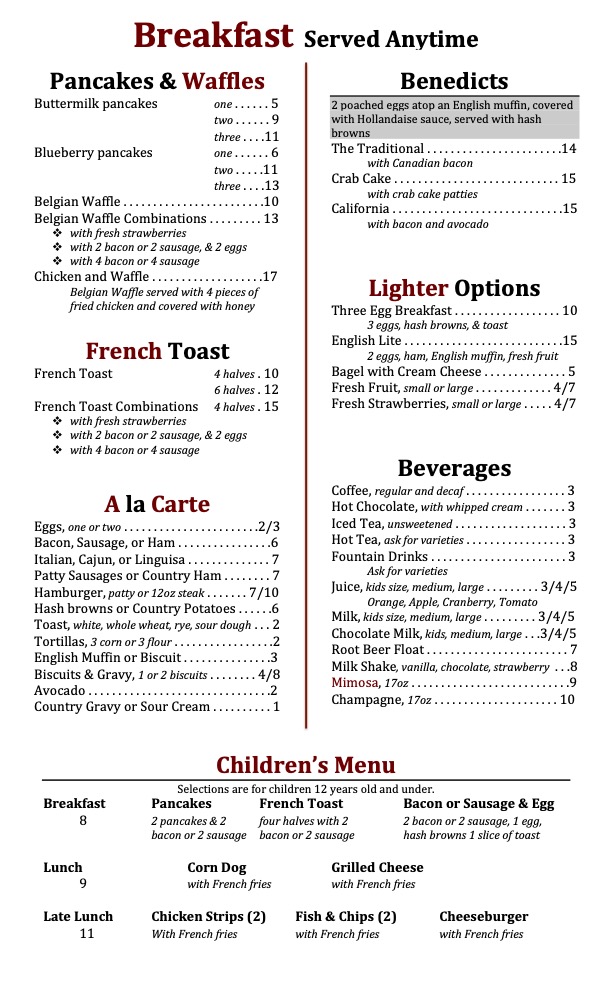 Breakfast Served Anytime
Pancakes & Waffles
Buttermilk pancakes one . . . . . . 5
two . . . . . . 9
three . . . .11
Blueberry pancakes one . . . . . . 6
two . . . . .11
three . . . .13
Belgian Waffle . . . . . . . . . . . . . . . . . . . . . .10
Belgian Waffle Combinations . . . . . . . . . 13
❖ with fresh strawberries
❖ with 2 bacon or 2 sausage, & 2 eggs
❖ with 4 bacon or 4 sausage
Chicken and Waffle . . . . . . . . . . . . . . . . .17
Belgian Waffle served with 4 pieces of
fried chicken and covered with honey
French Toast
French Toast 4 halves . 10
6 halves . 12
French Toast Combinations 4 halves . 15
❖ with fresh strawberries
❖ with 2 bacon or 2 sausage, & 2 eggs
❖ with 4 bacon or 4 sausage
A la Carte
Eggs, one or two . . . . . . . . . . . . . . . . . . . . .2/3
Bacon, Sausage, or Ham . . . . . . . . . . . . . .6
Italian, Cajun, or Linguisa . . . . . . . . . . . . . 7
Patty Sausages or Country Ham . . . . . . . . 7
Hamburger, patty or 12oz steak . . . . . . . 7/10
Hash browns or Country Potatoes . . . . . .6
Toast, white, whole wheat, rye, sour dough . . . 2
Tortillas, 3 corn or 3 flour . . . . . . . . . . . . . . . .2
English Muffin or Biscuit . . . . . . . . . . . . . .3
Biscuits & Gravy, 1 or 2 biscuits . . . . . . . . 4/8
Avocado . . . . . . . . . . . . . . . . . . . . . . . . . . . .2
Country Gravy or Sour Cream . . . . . . . . . . 1
Benedicts
2 poached eggs atop an English muffin, covered
with Hollandaise sauce, served with hash
browns
The Traditional . . . . . . . . . . . . . . . . . . . . .14
with Canadian bacon
Crab Cake . . . . . . . . . . . . . . . . . . . . . . . . . . 15
with crab cake patties
California . . . . . . . . . . . . . . . . . . . . . . . . . .15
with bacon and avocado
Lighter Options
Three Egg Breakfast . . . . . . . . . . . . . . . . . 10
3 eggs, hash browns, & toast
English Lite . . . . . . . . . . . . . . . . . . . . . . . . .15
2 eggs, ham, English muffin, fresh fruit
Bagel with Cream Cheese . . . . . . . . . . . . . 5
Fresh Fruit, small or large . . . . . . . . . . . . 4/7
Fresh Strawberries, small or large . . . . . 4/7
Beverages
Coffee, regular and decaf . . . . . . . . . . . . . . . . 3
Hot Chocolate, with whipped cream . . . . . . . 3
Iced Tea, unsweetened . . . . . . . . . . . . . . . . . . 3
Hot Tea, ask for varieties . . . . . . . . . . . . . . . . 3
Fountain Drinks . . . . . . . . . . . . . . . . . . . . . . 3
Ask for varieties
Juice, kids size, medium, large . . . . . . . . . 3/4/5
Orange, Apple, Cranberry, Tomato
Milk, kids size, medium, large . . . . . . . . . . 3/4/5
Chocolate Milk, kids, medium, large . . .3/4/5
Root Beer Float . . . . . . . . . . . . . . . . . . . . . . 7
Milk Shake, vanilla, chocolate, strawberry . . .8
Mimosa, 17oz . . . . . . . . . . . . . . . . . . . . . . . . .9
Champagne, 17oz . . . . . . . . . . . . . . . . . . . . 10
Children's Menu
Selections are for children 12 years old and under.
Breakfast Pancakes French Toast Bacon or Sausage & Egg
8 2 pancakes & 2 four halves with 2 2 bacon or 2 sausage, 1 egg,
bacon or 2 sausage bacon or 2 sausage hash browns 1 slice of toast
Lunch Corn Dog Grilled Cheese
9 with French fries with French fries
Late Lunch Chicken Strips (2) Fish & Chips (2) Cheeseburger
11 With French fries with French fries with French fries